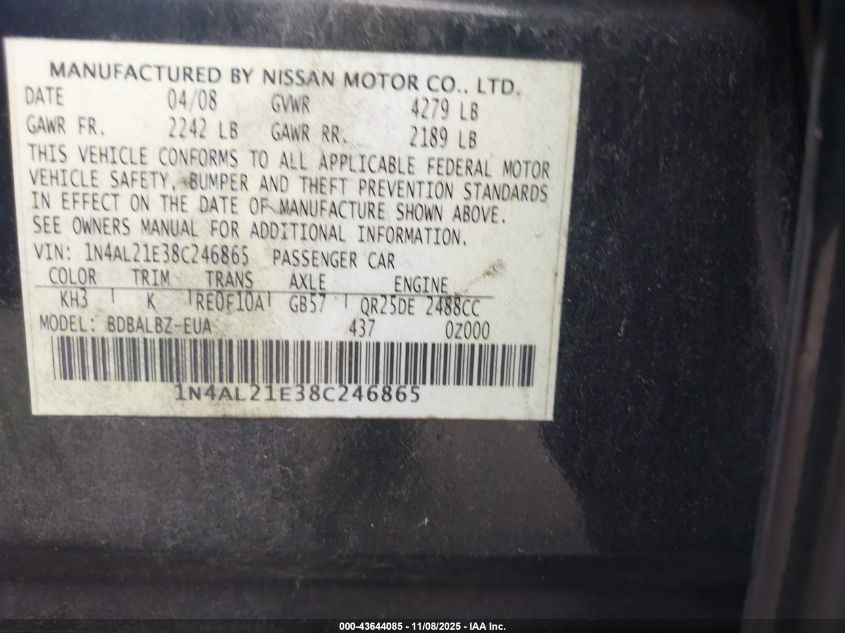 MANUFACTURED BY NISSAN MOTOR CO., LTD.
DATE 04/08 GVWR 4279 LB
GAWR FR. 2242 LB GAWR RR. 2189 LB
THIS VEHICLE CONFORMS TO ALL APPLICABLE FEDERAL MOTOR
VEHICLE SAFETY, BUMPER AND THEFT PREVENTION STANDARDS
IN EFFECT ON THE DATE OF MANUFACTURE SHOWN ABOVE.
SEE OWNERS MANUAL FOR ADDITIONAL INFORMATION.
VIN: 1N4AL21E38C246865 PASSENGER CAR
COLOR TRIM TRANS AXLE ENGINE
KH3 K RE0F10A GB57 QR25DE 2488CC
MODEL: BDBALBZ-EUA 437 0Z000
1N4AL21E38C246865
000-43644085 - 11/08/2025 - IAA Inc.